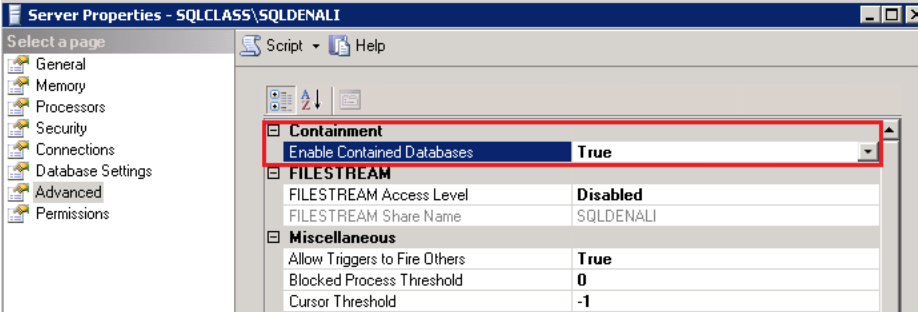 Server Properties - SQLCLASS\SQLDENALI
Select a page
General
Memory
Processors
Security
Connections
Database Settings
Advanced
Permissions
Script Help
Containment
Enable Contained Databases True
FILESTREAM
FILESTREAM Access Level Disabled
FILESTREAM Share Name SQLDENALI
Miscellaneous
Allow Triggers to Fire Others True
Blocked Process Threshold 0
Cursor Threshold -1